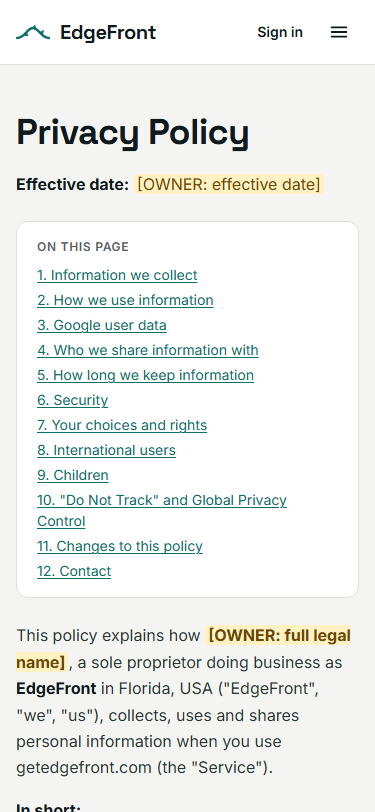 EdgeFront
Sign in
Privacy Policy
Effective date: [OWNER: effective date]
ON THIS PAGE
1. Information we collect
2. How we use information
3. Google user data
4. Who we share information with
5. How long we keep information
6. Security
7. Your choices and rights
8. International users
9. Children
10. "Do Not Track" and Global Privacy
Control
11. Changes to this policy
12. Contact
This policy explains how [OWNER: full legal
name], a sole proprietor doing business as
EdgeFront in Florida, USA ("EdgeFront",
"we", "us"), collects, uses and shares
personal information when you use
getedgefront.com (the "Service").
In short: